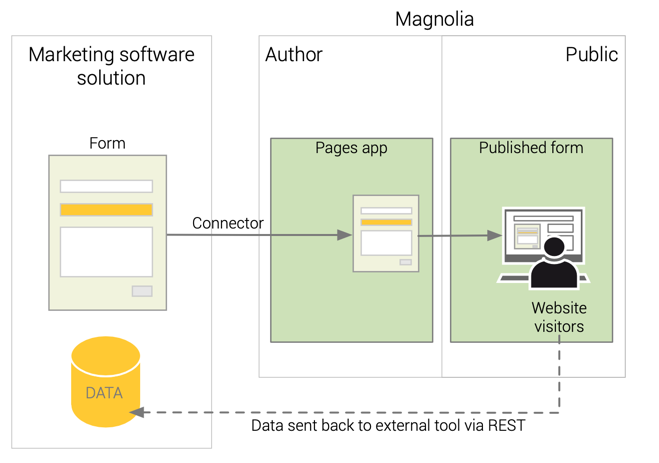 Magnolia
Marketing software
solution
Author
Public
Form
Pages app
Published form
Connector
Website
visitors
DATA
Data sent back to external tool via REST